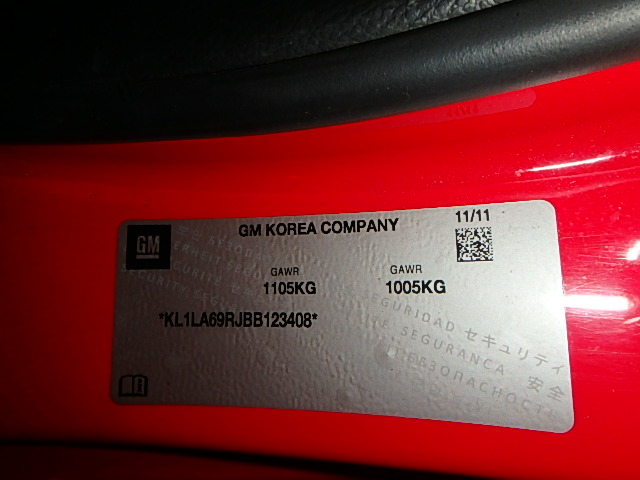 11/11
GM
GM KOREA COMPANY
GAWR GAWR
1105KG 1005KG
*KL1LA69RJBB123408*
SEGURIDAD セキュリティ
SEGURANCA 安全